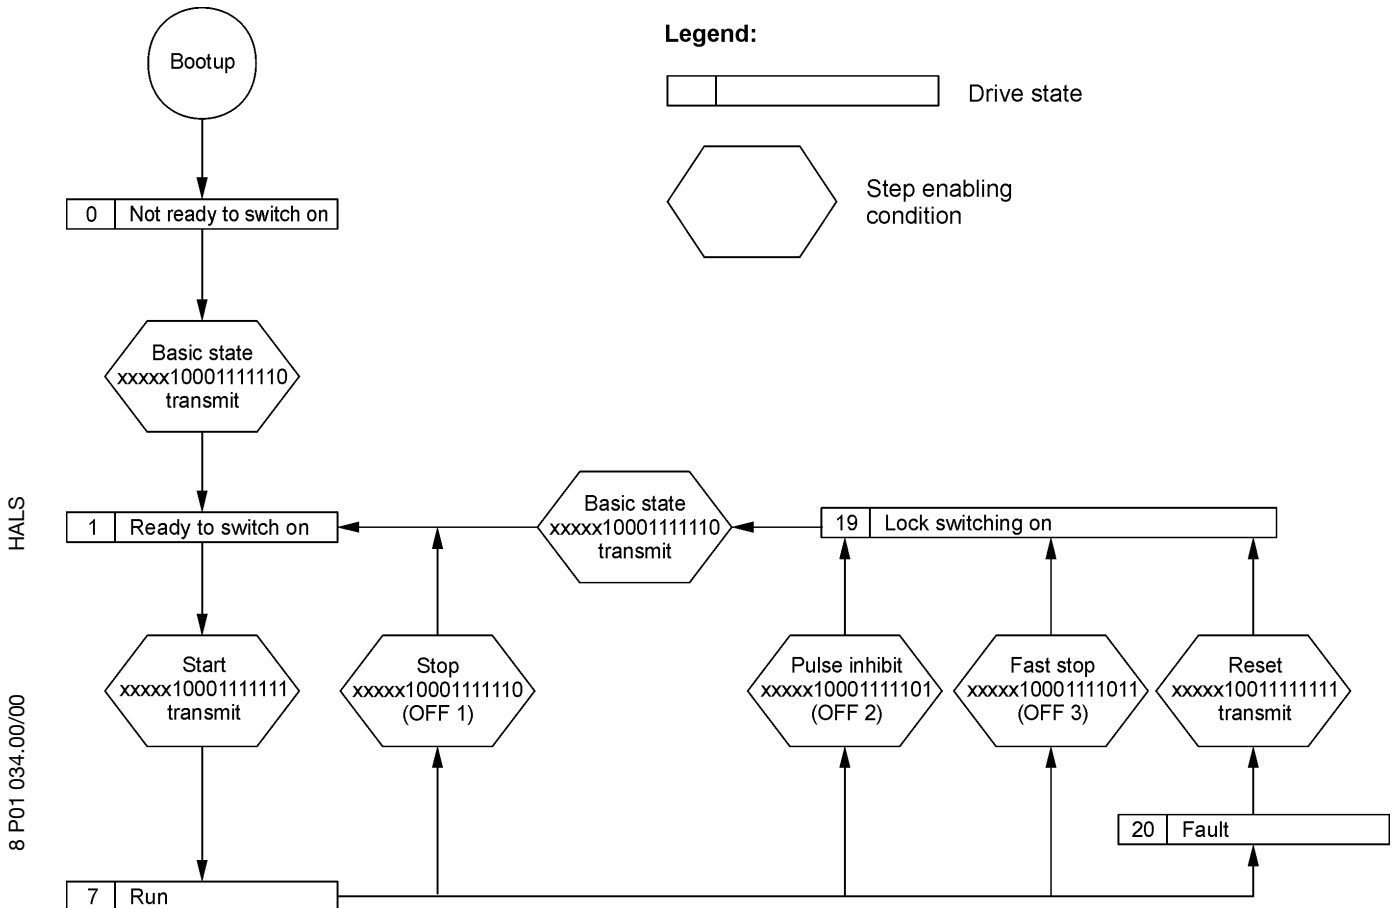 Bootup
Legend:
Drive state
Step enabling
condition
0 Not ready to switch on
Basic state
xxxxx10001111110
transmit
1 Ready to switch on
Basic state
xxxxx10001111110
transmit
19 Lock switching on
Start
xxxxx10001111111
transmit
Stop
xxxxx10001111110
(OFF 1)
Pulse inhibit
xxxxx10001111101
(OFF 2)
Fast stop
xxxxx10001111011
(OFF 3)
Reset
xxxxx10011111111
transmit
20 Fault
7 Run
HALS
8 P01 034.00/00